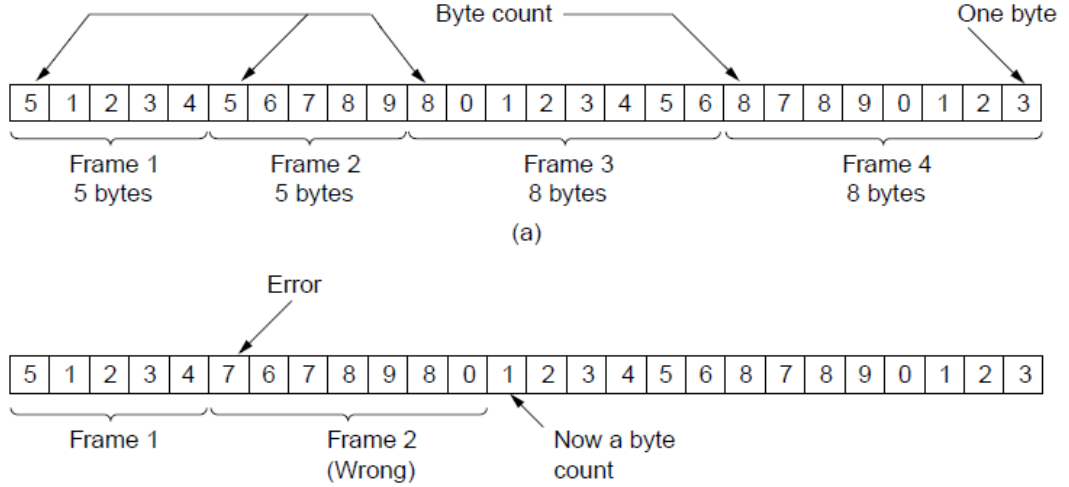 Byte count One byte
5 1 2 3 4 5 6 7 8 9 8 0 1 2 3 4 5 6 8 7 8 9 0 1 2 3
Frame 1 Frame 2 Frame 3 Frame 4
5 bytes 5 bytes 8 bytes 8 bytes
(a)
Error
5 1 2 3 4 7 6 7 8 9 8 0 1 2 3 4 5 6 8 7 8 9 0 1 2 3
Frame 1 Frame 2 Now a byte
(Wrong) count